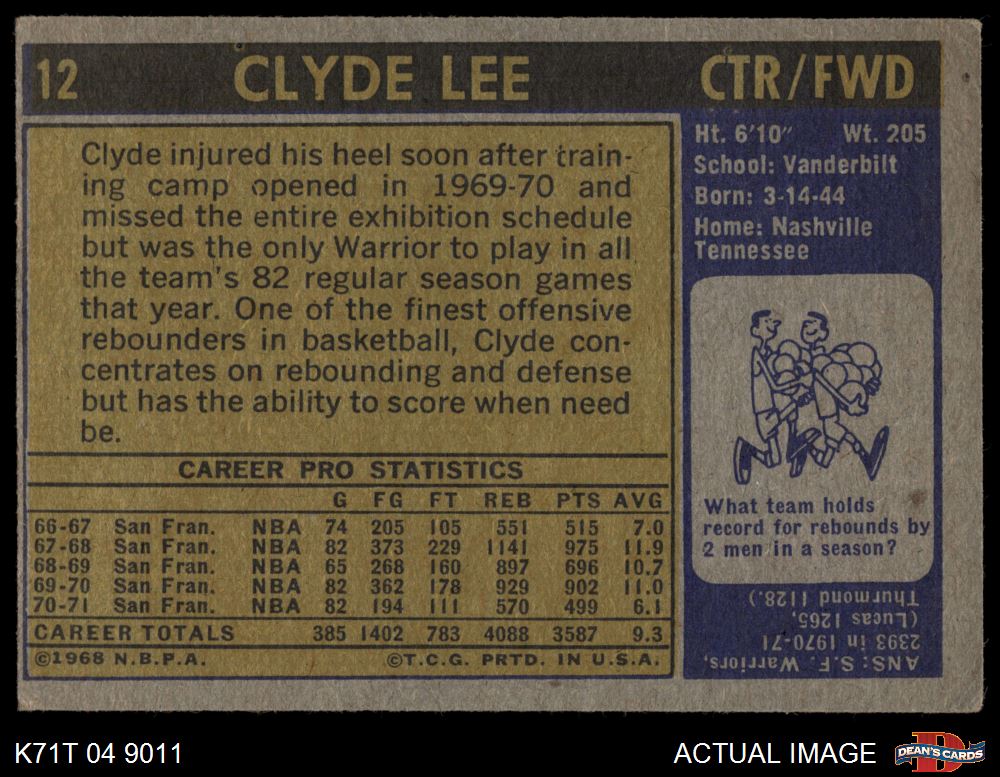 12 CLYDE LEE CTR/FWD
Clyde injured his heel soon after train-
ing camp opened in 1969-70 and
missed the entire exhibition schedule
but was the only Warrior to play in all
the team's 82 regular season games
that year. One of the finest offensive
rebounders in basketball, Clyde con-
centrates on rebounding and defense
but has the ability to score when need
be.
CAREER PRO STATISTICS
G FG FT REB PTS AVG
66-67 San Fran. NBA 74 205 105 551 515 7.0
67-68 San Fran. NBA 82 373 229 1141 975 11.9
68-69 San Fran. NBA 65 268 160 897 696 10.7
69-70 San Fran. NBA 82 362 178 929 902 11.0
70-71 San Fran. NBA 82 194 111 570 499 6.1
CAREER TOTALS 385 1402 783 4088 3587 9.3
©1968 N.B.P.A. ©T.C.G. PRTD. IN U.S.A.
Ht. 6'10" Wt. 205
School: Vanderbilt
Born: 3-14-44
Home: Nashville
Tennessee
What team holds
record for rebounds by
2 men in a season?
ANS: S.F. Warriors,
2393 in 1970-71
(Lucas 1265,
Thurmond 1128.)
K71T 04 9011
ACTUAL IMAGE
D
DEAN'S CARDS